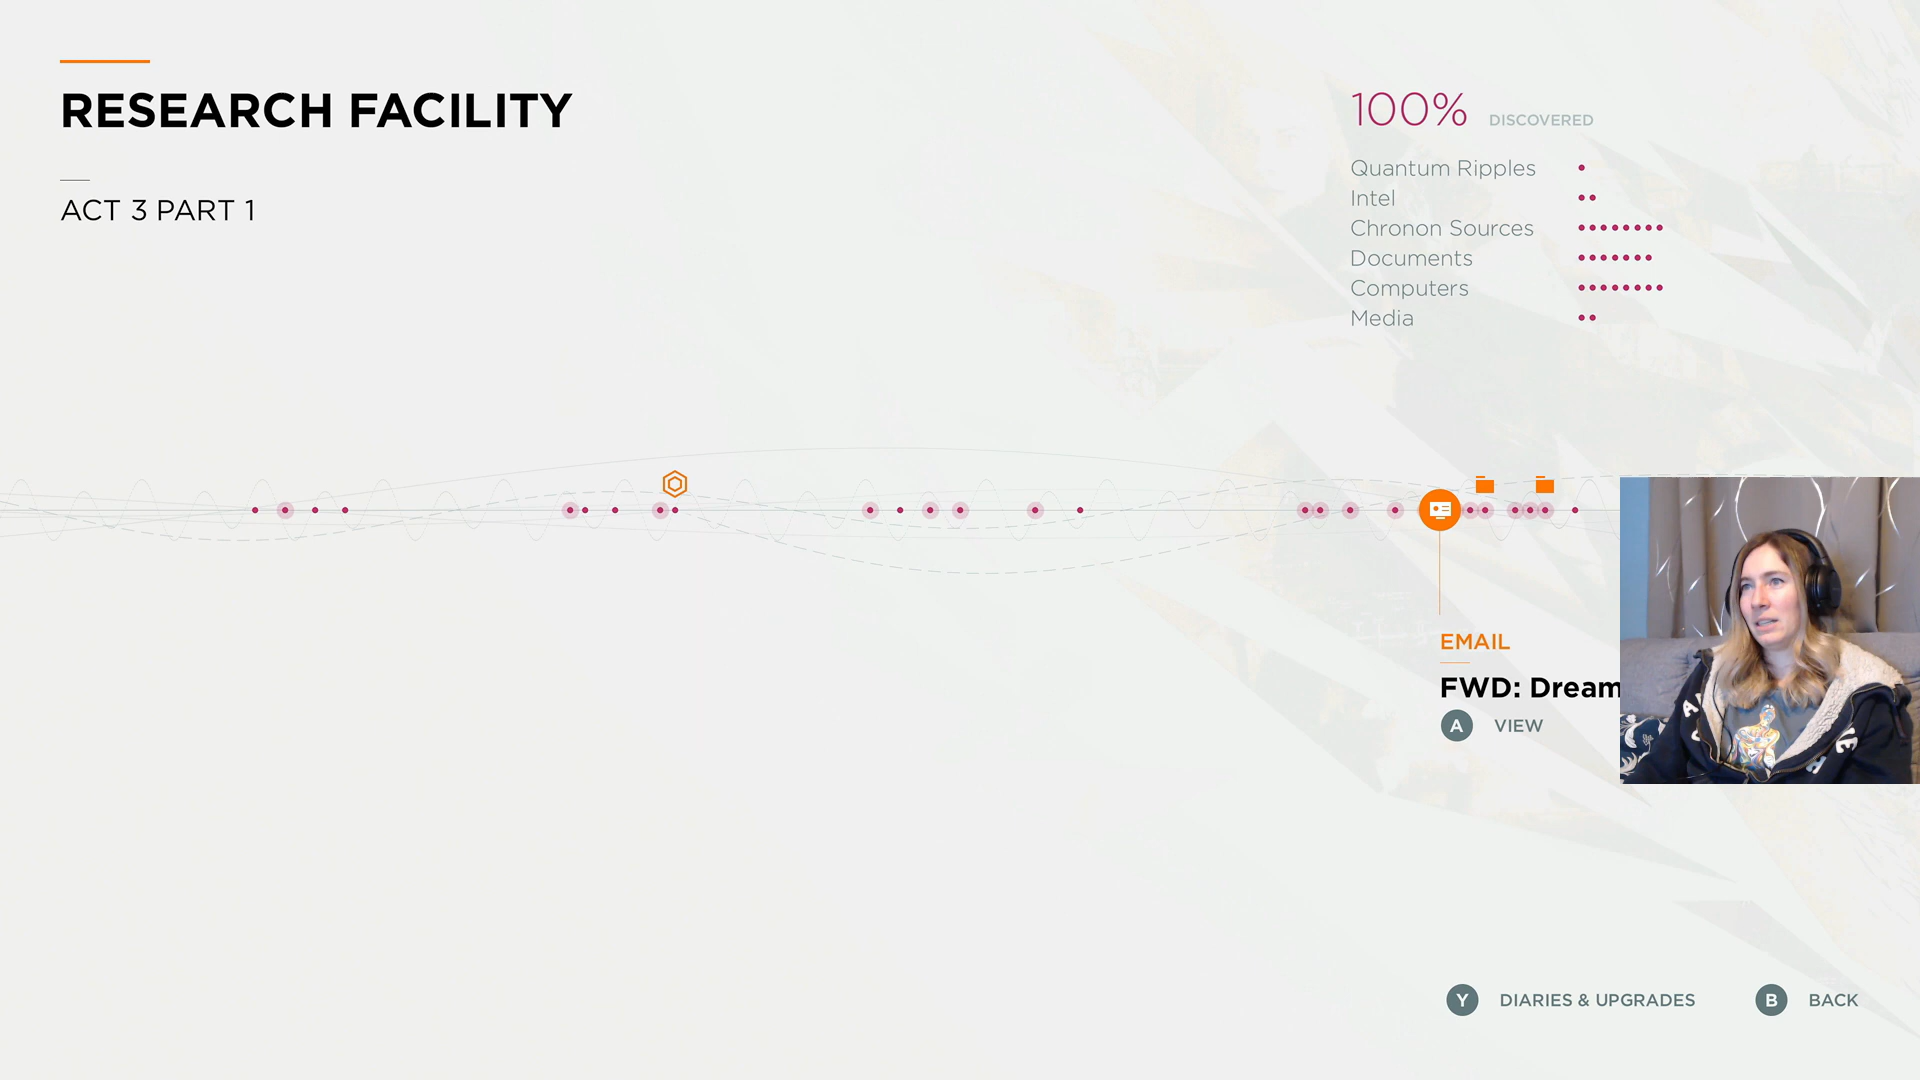 RESEARCH FACILITY
ACT 3 PART 1
100% DISCOVERED
Quantum Ripples
Intel
Chronon Sources
Documents
Computers
Media
EMAIL
FWD: Dream
A VIEW
Y DIARIES & UPGRADES B BACK